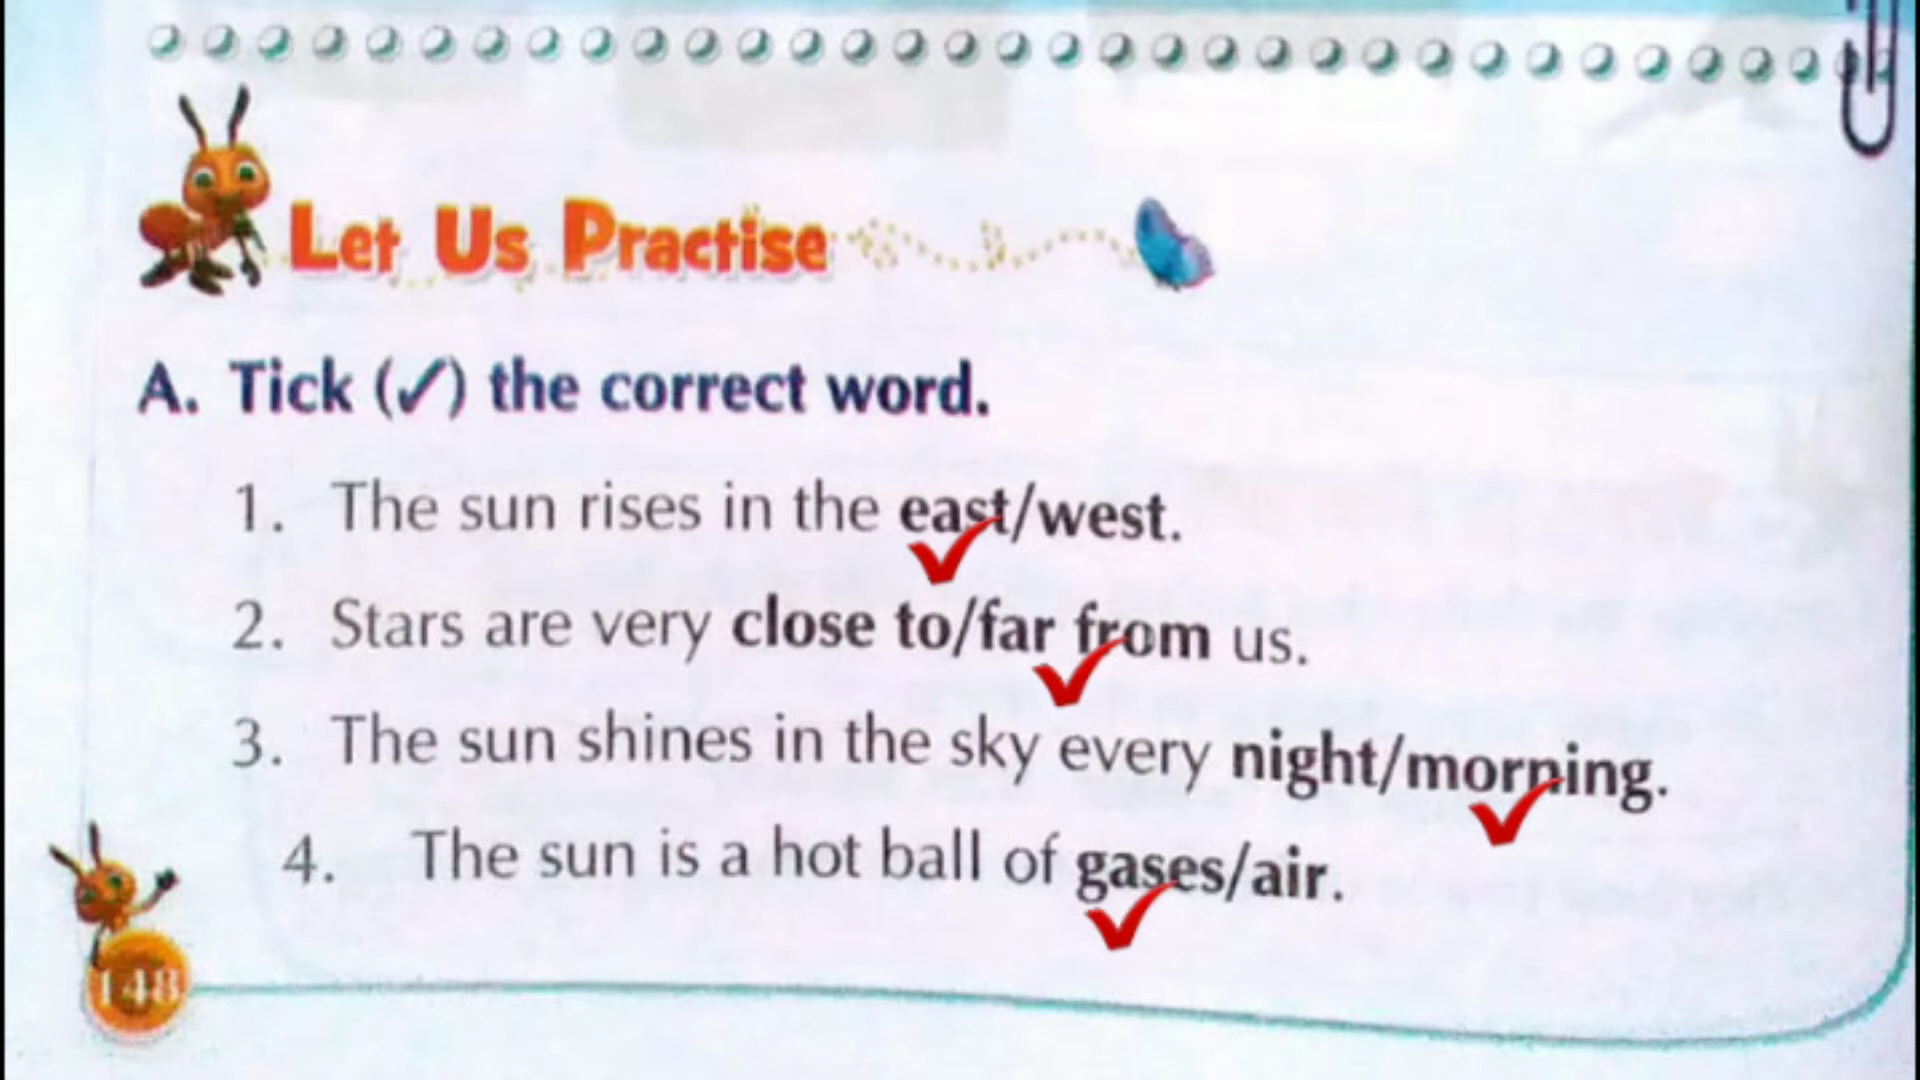 Let Us Practise
A. Tick (✓) the correct word.
1. The sun rises in the east/west.
2. Stars are very close to/far from us.
3. The sun shines in the sky every night/morning.
4. The sun is a hot ball of gases/air.
148